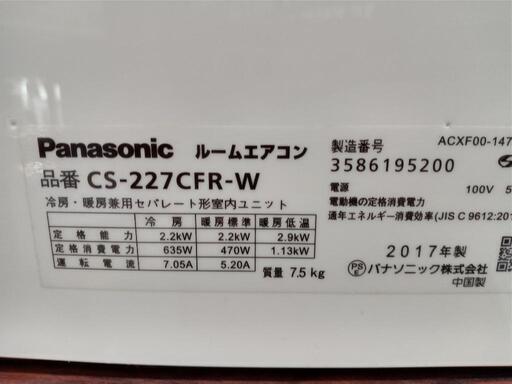 Panasonic ルームエアコン
品番 CS-227CFR-W
冷房・暖房兼用セパレート形室内ユニット
冷房 暖房標準 暖房低温
定格能力 2.2kW 2.2kW 2.9kW
定格消費電力 635W 470W 1.13kW
運転電流 7.05A 5.20A
質量 7.5 kg
ACXF00-147
製造番号
3586195200
電源 100V 5
電動機の定格消費電力
通年エネルギー消費効率(JIS C 9612:201
2017年製
PS E パナソニック株式会社
中国製